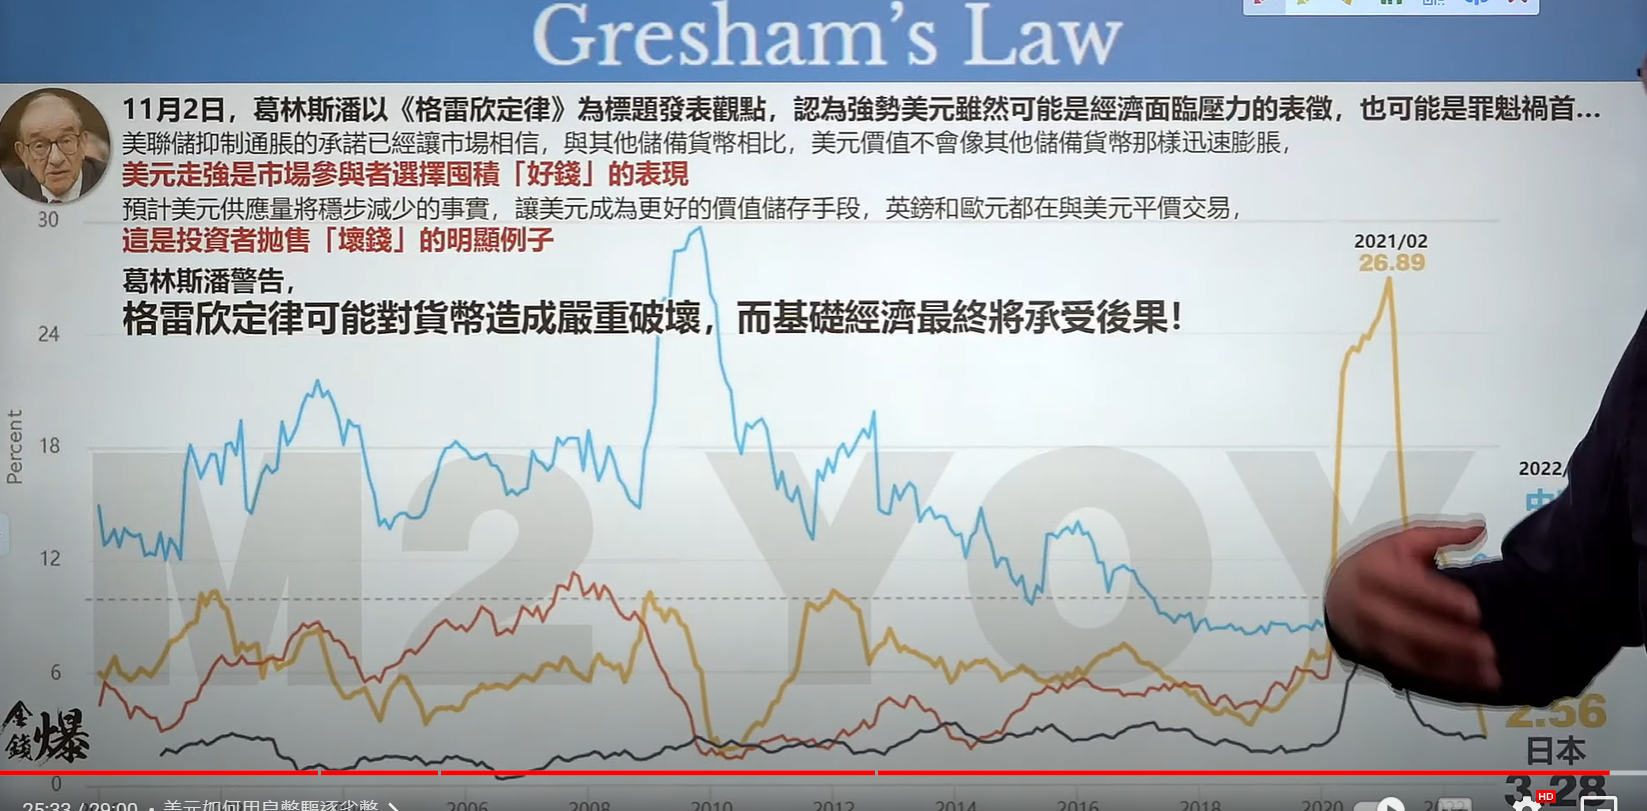 Gresham's Law
11月2日，葛林斯潘以《格雷欣定律》為標題發表觀點，認為強勢美元雖然可能是經濟面臨壓力的表徵，也可能是罪魁禍首...
美聯儲抑制通脹的承諾已經讓市場相信，與其他儲備貨幣相比，美元價值不會像其他儲備貨幣那樣迅速膨脹，
美元走強是市場參與者選擇囤積「好錢」的表現
預計美元供應量將穩步減少的事實，讓美元成為更好的價值儲存手段，英鎊和歐元都在與美元平價交易，
這是投資者拋售「壞錢」的明顯例子
葛林斯潘警告，
格雷欣定律可能對貨幣造成嚴重破壞，而基礎經濟最終將承受後果！
2021/02
26.89
30
24
18
12
6
0
Percent
M2 YOY
2022/
中
2.56
日本
3.28
金錢爆
2006
2008
2010
2012
2014
2016
2018
2020
2022
25:33 / 29:00 • 美元如何用良幣驅逐劣幣
HD